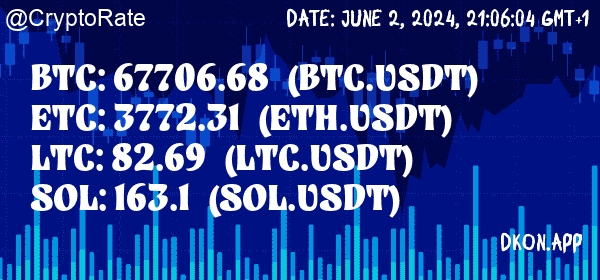 @CryptoRate
DATE: JUNE 2, 2024, 21:06:04 GMT+1
BTC: 67706.68 (BTC.USDT)
ETC: 3772.31 (ETH.USDT)
LTC: 82.69 (LTC.USDT)
SOL: 163.1 (SOL.USDT)
DKON.APP